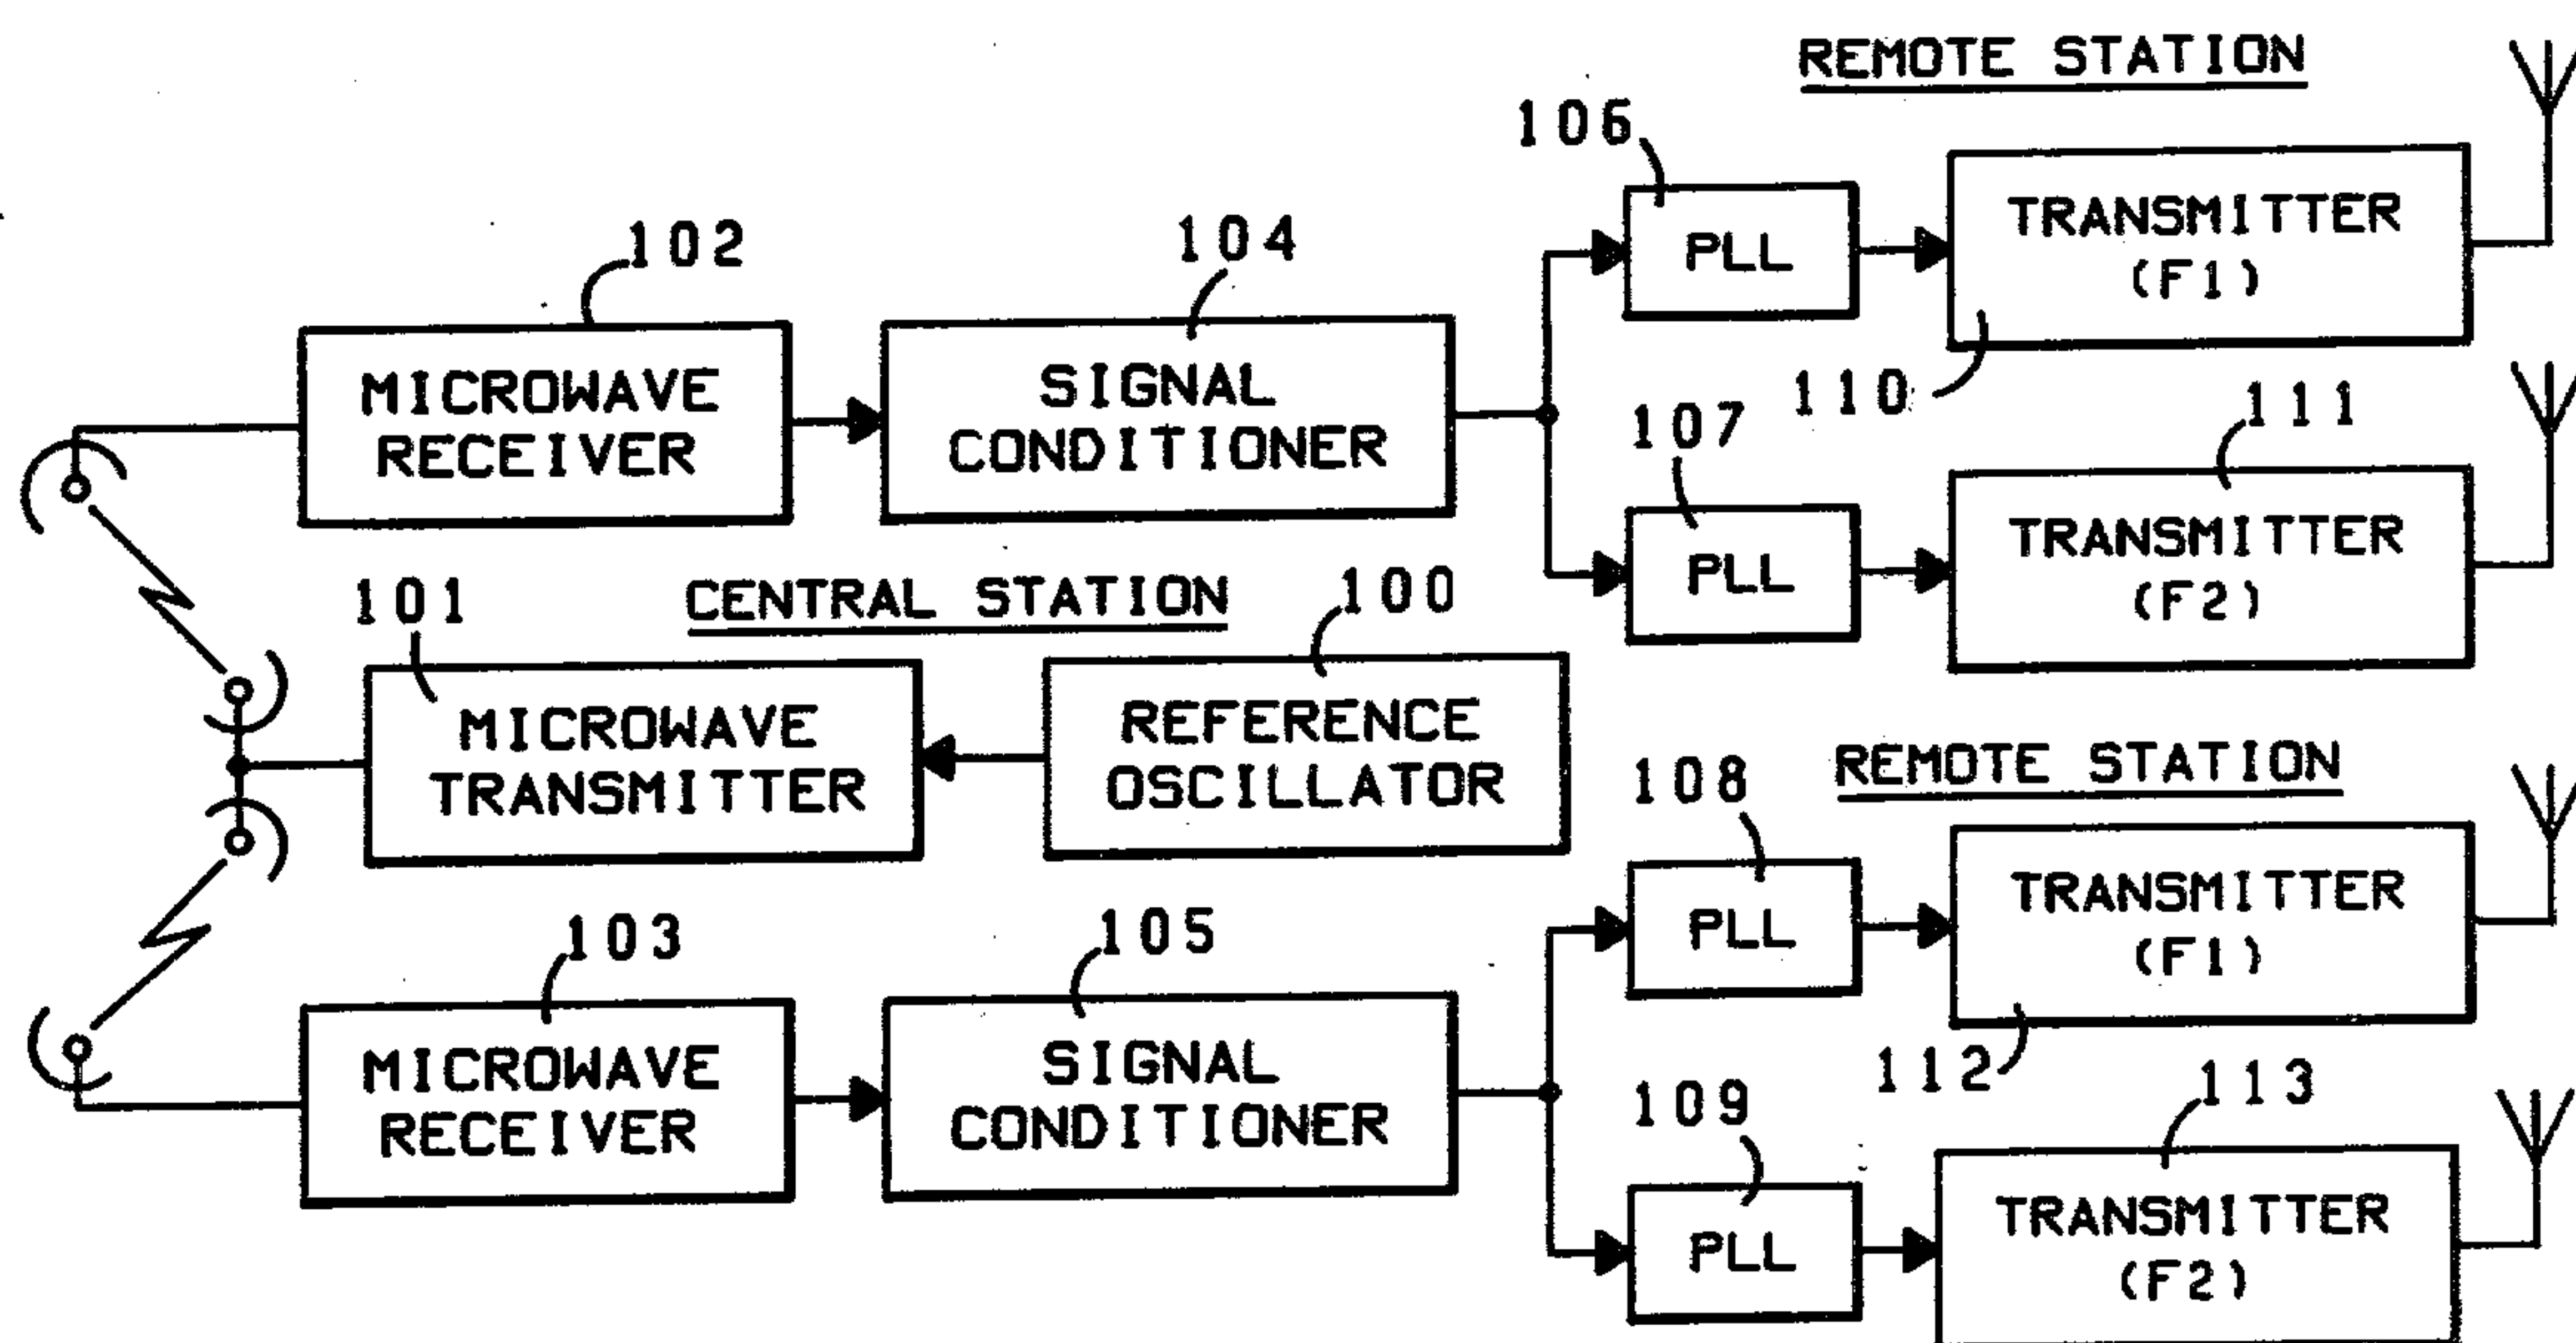 REMOTE STATION
106
TRANSMITTER
(F1)
PLL
110
102
104
MICROWAVE
RECEIVER
SIGNAL
CONDITIONER
107
111
PLL
TRANSMITTER
(F2)
CENTRAL STATION
101
100
MICROWAVE
TRANSMITTER
REFERENCE
OSCILLATOR
REMOTE STATION
108
PLL
TRANSMITTER
(F1)
112
103
105
MICROWAVE
RECEIVER
SIGNAL
CONDITIONER
109
113
PLL
TRANSMITTER
(F2)